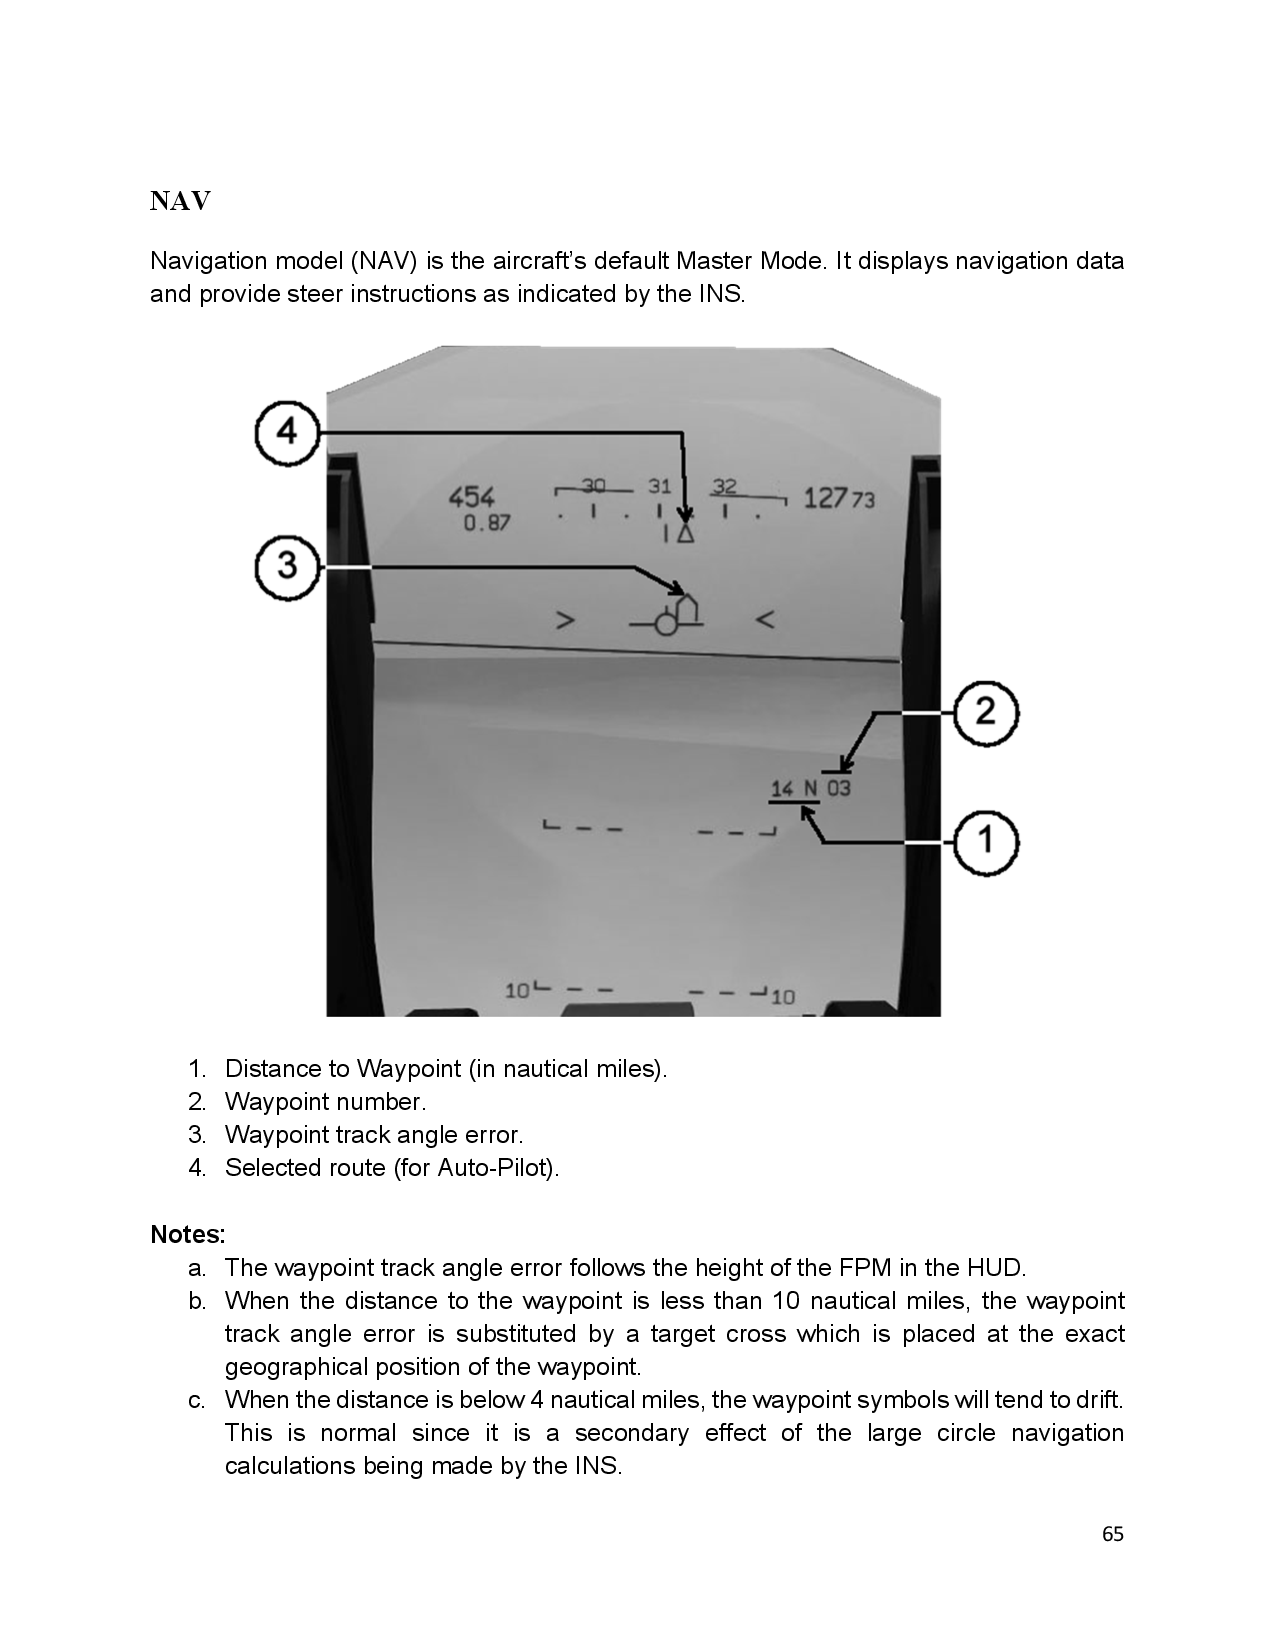 NAV
Navigation model (NAV) is the aircraft’s default Master Mode. It displays navigation data
and provide steer instructions as indicated by the INS.
4
454 30 31 32 12773
0.87
3
> <
2
14 N 03
1
10 10
1. Distance to Waypoint (in nautical miles).
2. Waypoint number.
3. Waypoint track angle error.
4. Selected route (for Auto-Pilot).
Notes:
a. The waypoint track angle error follows the height of the FPM in the HUD.
b. When the distance to the waypoint is less than 10 nautical miles, the waypoint
track angle error is substituted by a target cross which is placed at the exact
geographical position of the waypoint.
c. When the distance is below 4 nautical miles, the waypoint symbols will tend to drift.
This is normal since it is a secondary effect of the large circle navigation
calculations being made by the INS.
65